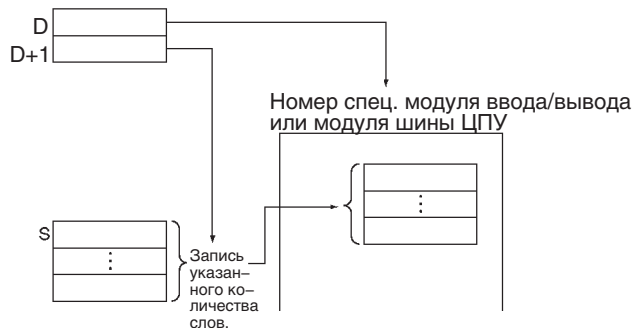 D
D+1
Номер спец. модуля ввода/вывода
или модуля шины ЦПУ
S
Запись
указан–
ного ко–
личества
слов.